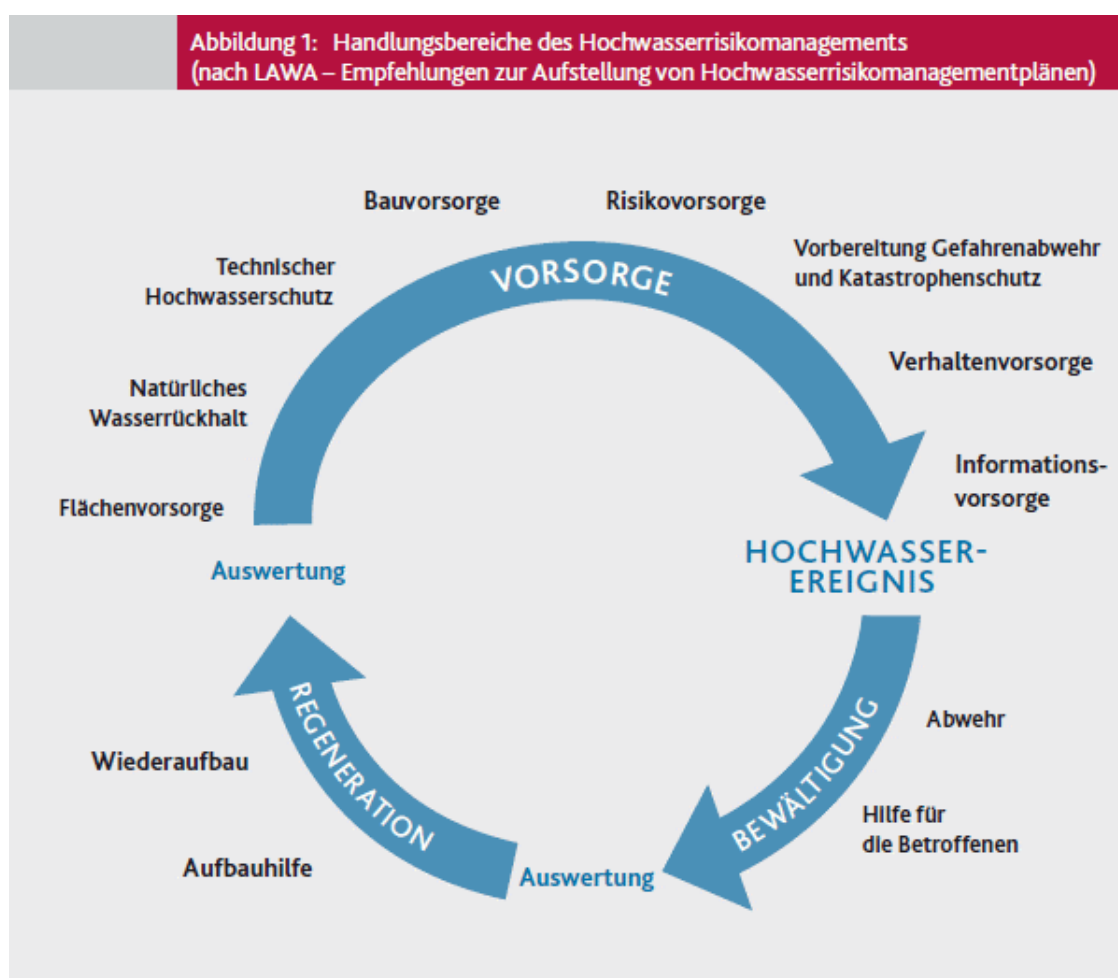 Abbildung 1: Handlungsbereiche des Hochwasserrisikomanagements
(nach LAWA – Empfehlungen zur Aufstellung von Hochwasserrisikomanagementplänen)
Bauvorsorge
Risikovorsorge
Technischer
Hochwasserschutz
VORSORGE
Vorbereitung Gefahrenabwehr
und Katastrophenschutz
Natürliches
Wasserrückhalt
Verhaltenvorsorge
Flächenvorsorge
Informations-
vorsorge
Auswertung
HOCHWASSER-
EREIGNIS
REGENERATION
BEWÄLTIGUNG
Abwehr
Wiederaufbau
Hilfe für
die Betroffenen
Aufbauhilfe
Auswertung